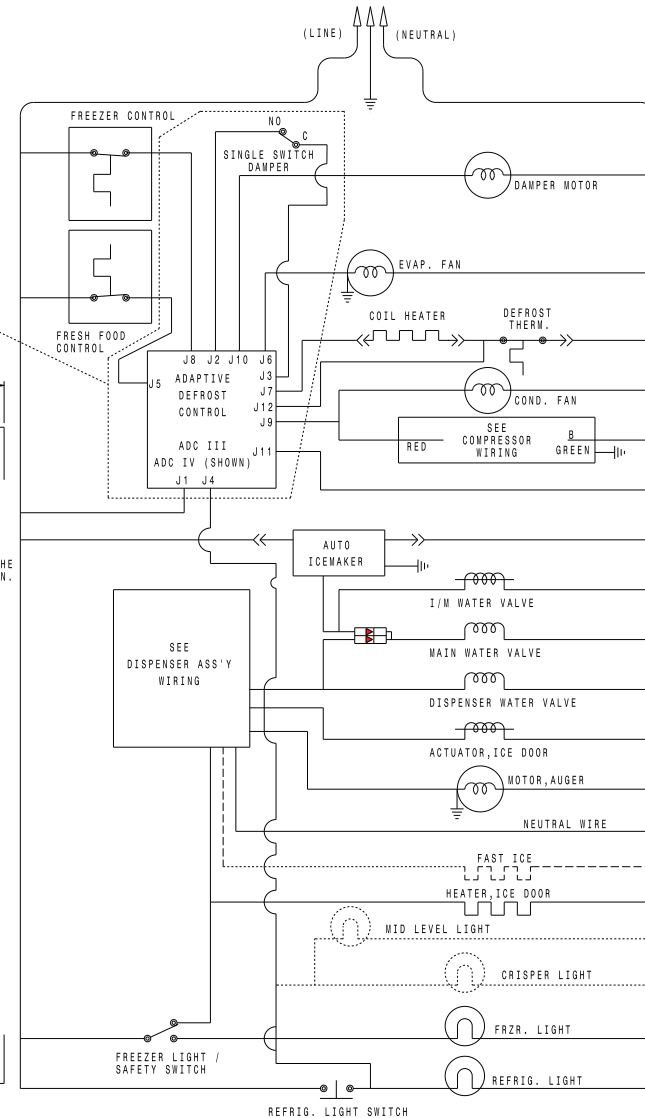 (LINE)
(NEUTRAL)
FREEZER CONTROL
NO
C
SINGLE SWITCH
DAMPER
DAMPER MOTOR
EVAP. FAN
FRESH FOOD
CONTROL
COIL HEATER
DEFROST
THERM.
J8 J2 J10 J6
J3
J5
J7
J12
J9
J11
ADAPTIVE
DEFROST
CONTROL
ADC III
ADC IV (SHOWN)
J1 J4
COND. FAN
RED
SEE
COMPRESSOR
WIRING
B
GREEN
AUTO
ICEMAKER
HE
N.
I/M WATER VALVE
MAIN WATER VALVE
SEE
DISPENSER ASS'Y
WIRING
DISPENSER WATER VALVE
ACTUATOR,ICE DOOR
MOTOR,AUGER
NEUTRAL WIRE
FAST ICE
HEATER,ICE DOOR
MID LEVEL LIGHT
CRISPER LIGHT
FRZR. LIGHT
FREEZER LIGHT /
SAFETY SWITCH
REFRIG. LIGHT
REFRIG. LIGHT SWITCH